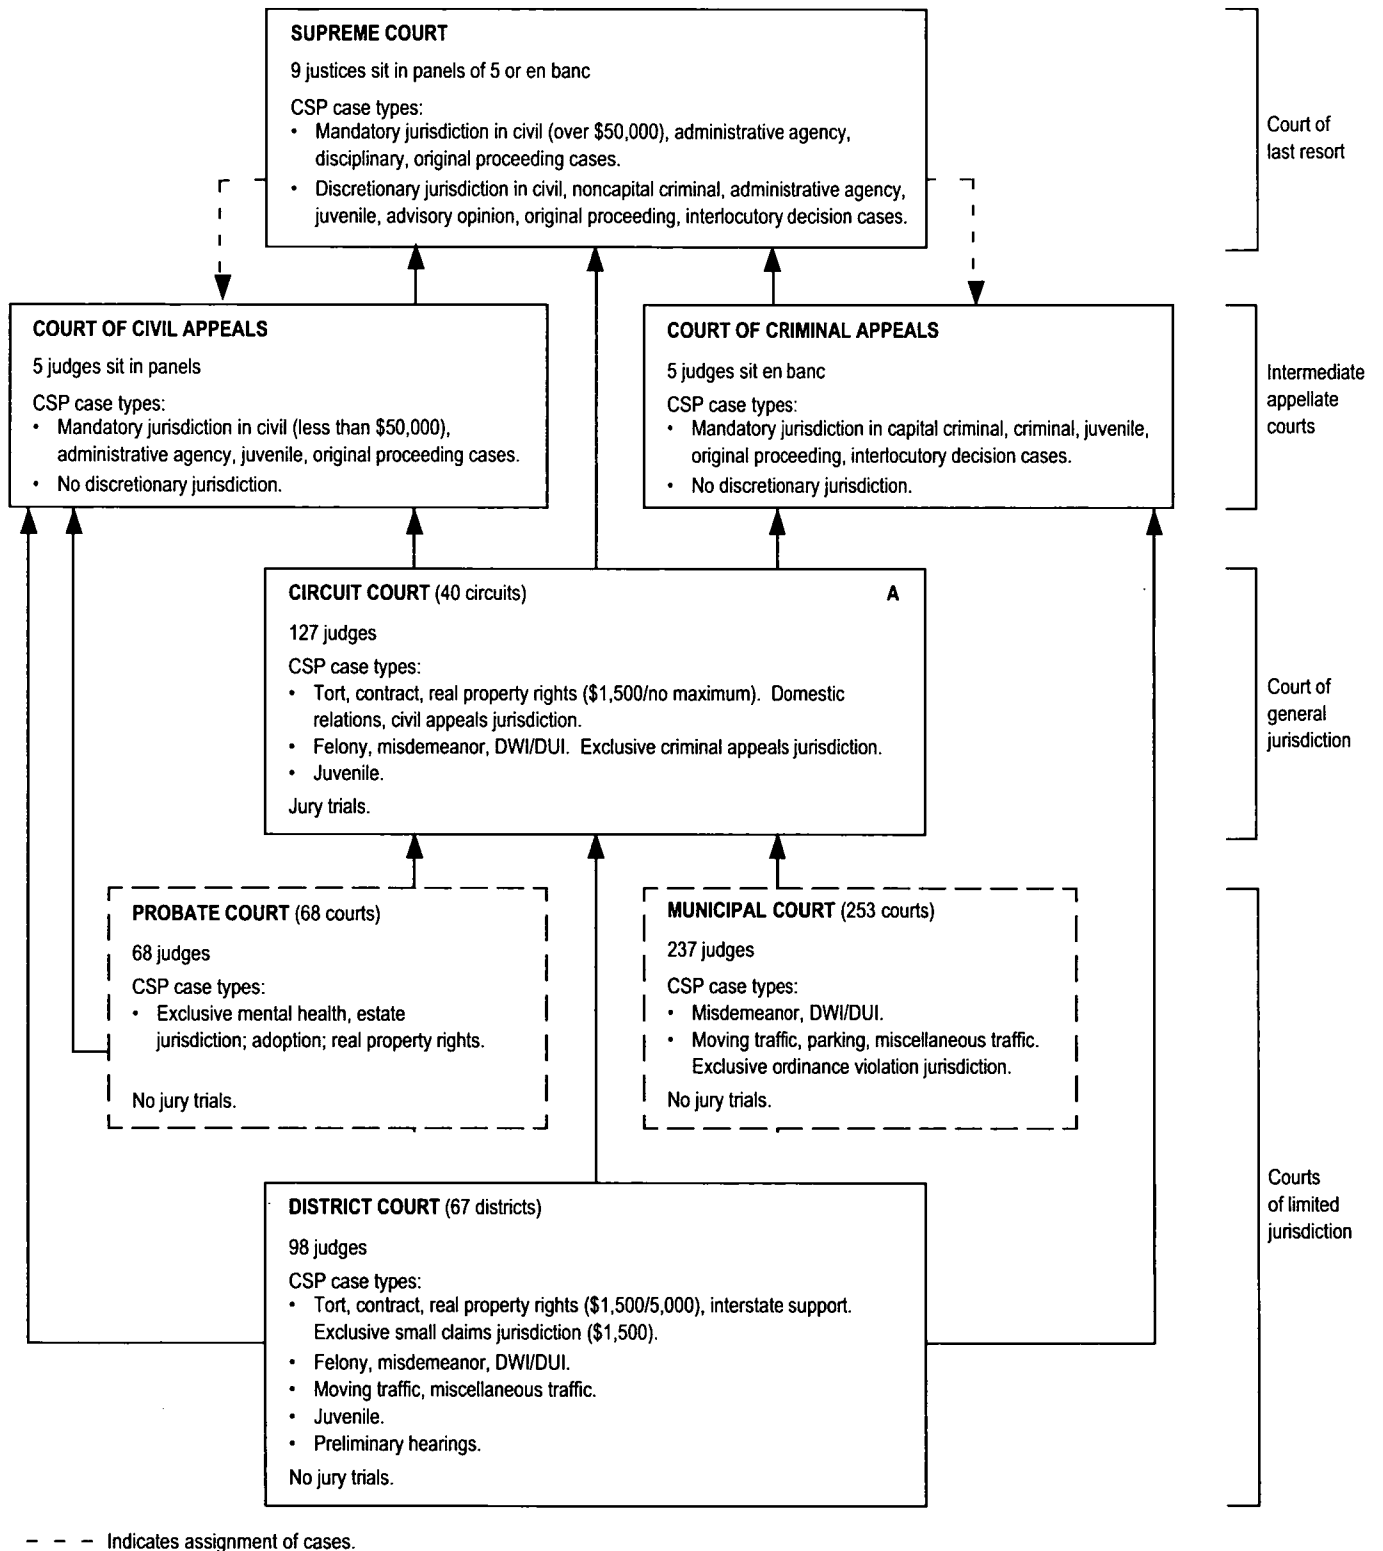 SUPREME COURT
9 justices sit in panels of 5 or en banc
CSP case types:
• Mandatory jurisdiction in civil (over $50,000), administrative agency,
disciplinary, original proceeding cases.
• Discretionary jurisdiction in civil, noncapital criminal, administrative agency,
juvenile, advisory opinion, original proceeding, interlocutory decision cases.
Court of
last resort
COURT OF CIVIL APPEALS
5 judges sit in panels
CSP case types:
• Mandatory jurisdiction in civil (less than $50,000),
administrative agency, juvenile, original proceeding cases.
• No discretionary jurisdiction.
COURT OF CRIMINAL APPEALS
5 judges sit en banc
CSP case types:
• Mandatory jurisdiction in capital criminal, criminal, juvenile,
original proceeding, interlocutory decision cases.
• No discretionary jurisdiction.
Intermediate
appellate
courts
CIRCUIT COURT (40 circuits) A
127 judges
CSP case types:
• Tort, contract, real property rights ($1,500/no maximum). Domestic
relations, civil appeals jurisdiction.
• Felony, misdemeanor, DWI/DUI. Exclusive criminal appeals jurisdiction.
• Juvenile.
Jury trials.
Court of
general
jurisdiction
PROBATE COURT (68 courts)
68 judges
CSP case types:
• Exclusive mental health, estate
jurisdiction; adoption; real property rights.
No jury trials.
MUNICIPAL COURT (253 courts)
237 judges
CSP case types:
• Misdemeanor, DWI/DUI.
• Moving traffic, parking, miscellaneous traffic.
Exclusive ordinance violation jurisdiction.
No jury trials.
DISTRICT COURT (67 districts)
98 judges
CSP case types:
• Tort, contract, real property rights ($1,500/5,000), interstate support.
Exclusive small claims jurisdiction ($1,500).
• Felony, misdemeanor, DWI/DUI.
• Moving traffic, miscellaneous traffic.
• Juvenile.
• Preliminary hearings.
No jury trials.
Courts
of limited
jurisdiction
– – – Indicates assignment of cases.